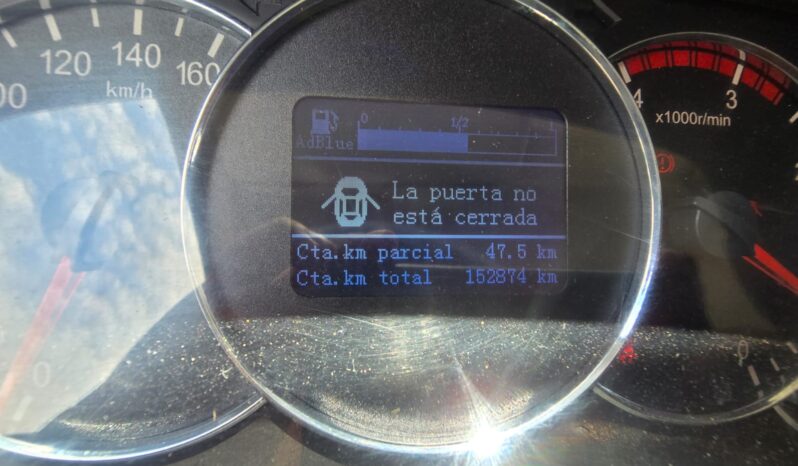 120
140
160
km/h
0
0 1/2 1
AdBlue
La puerta no
está cerrada
Cta.km parcial 47.5 km
Cta.km total 152874 km
4
3
x1000r/min
0